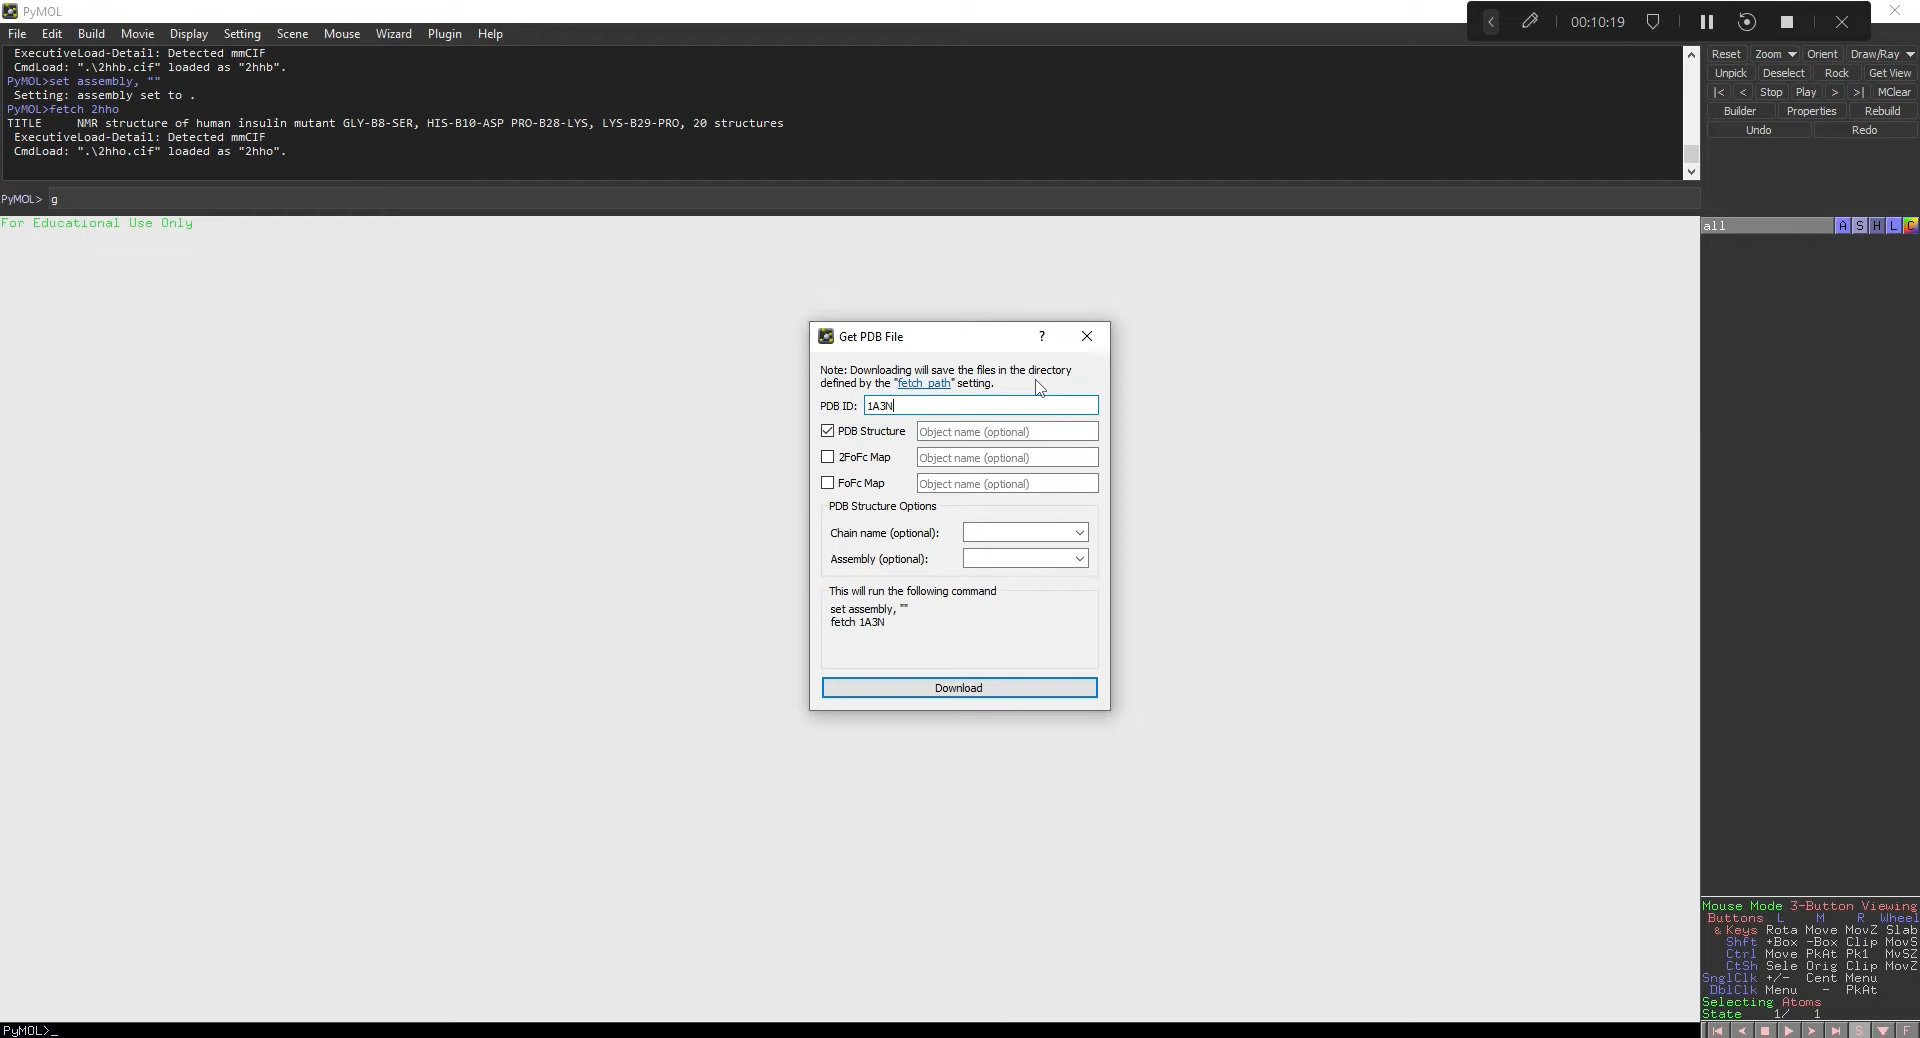 PyMOL
00:10:19
File Edit Build Movie Display Setting Scene Mouse Wizard Plugin Help
ExecutiveLoad-Detail: Detected mmCIF
CmdLoad: ".\2hhb.cif" loaded as "2hhb".
PyMOL>set assembly, ""
Setting: assembly set to .
PyMOL>fetch 2hho
TITLE     NMR structure of human insulin mutant GLY-B8-SER, HIS-B10-ASP PRO-B28-LYS, LYS-B29-PRO, 20 structures
ExecutiveLoad-Detail: Detected mmCIF
CmdLoad: ".\2hho.cif" loaded as "2hho".
PyMOL> g
Reset Zoom Orient Draw/Ray
Unpick Deselect Rock Get View
|< < Stop Play > >| MClear
Builder Properties Rebuild
Undo Redo
For Educational Use Only
all A S H L C
Get PDB File ?
Note: Downloading will save the files in the directory
defined by the "fetch_path" setting.
PDB ID: 1A3N
PDB Structure Object name (optional)
2FoFc Map Object name (optional)
FoFc Map Object name (optional)
PDB Structure Options
Chain name (optional):
Assembly (optional):
This will run the following command
set assembly, ""
fetch 1A3N
Download
Mouse Mode 3-Button Viewing
Buttons L M R Wheel
& Keys Rota Move MovZ Slab
Shft +Box -Box Clip MovS
Ctrl Move PkAt Pk1 MvSZ
CtSh Sele Orig Clip MovZ
SnglClk +/- Cent Menu
DblClk Menu - PkAt
Selecting Atoms
State 1/ 1
PyMOL>_
S F